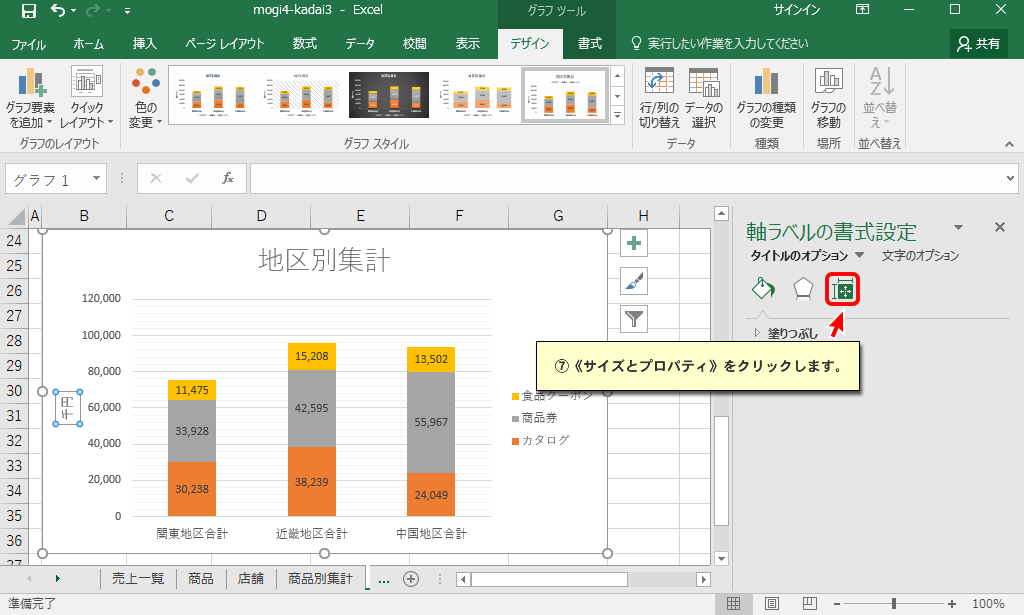 mogi4-kadai3 - Excel
グラフ ツール
サインイン
ファイル ホーム 挿入 ページ レイアウト 数式 データ 校閲 表示 デザイン 書式 実行したい作業を入力してください 共有
グラフ要素を追加
クイックレイアウト
色の変更
行/列の切り替え
データの選択
グラフの種類の変更
グラフの移動
並べ替え
グラフのレイアウト
グラフ スタイル
データ
種類
場所
並べ替え
グラフ 1
fx
A B C D E F G H
24
25
26
27
28
29
30
31
32
33
34
35
36
37
地区別集計
120,000
100,000
80,000
60,000
40,000
20,000
0
千円
11,475
33,928
30,238
15,208
42,595
38,239
13,502
55,967
24,049
関東地区合計 近畿地区合計 中国地区合計
食品クーポン
商品券
カタログ
軸ラベルの書式設定
タイトルのオプション 文字のオプション
塗りつぶし
⑦《サイズとプロパティ》をクリックします。
売上一覧 商品 店舗 商品別集計 ...
準備完了
100%